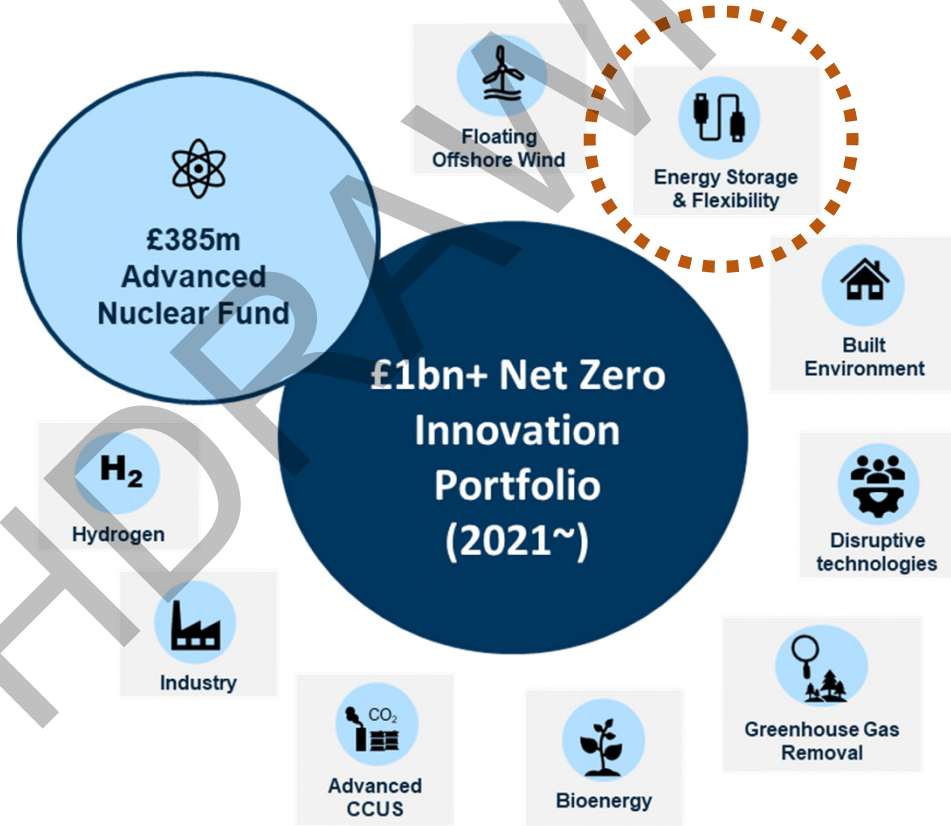 Floating
Offshore Wind
Energy Storage
& Flexibility
£385m
Advanced
Nuclear Fund
Built
Environment
£1bn+ Net Zero
Innovation
Portfolio
(2021~)
H₂
Hydrogen
Disruptive
technologies
Industry
Greenhouse Gas
Removal
CO₂
Advanced
CCUS
Bioenergy